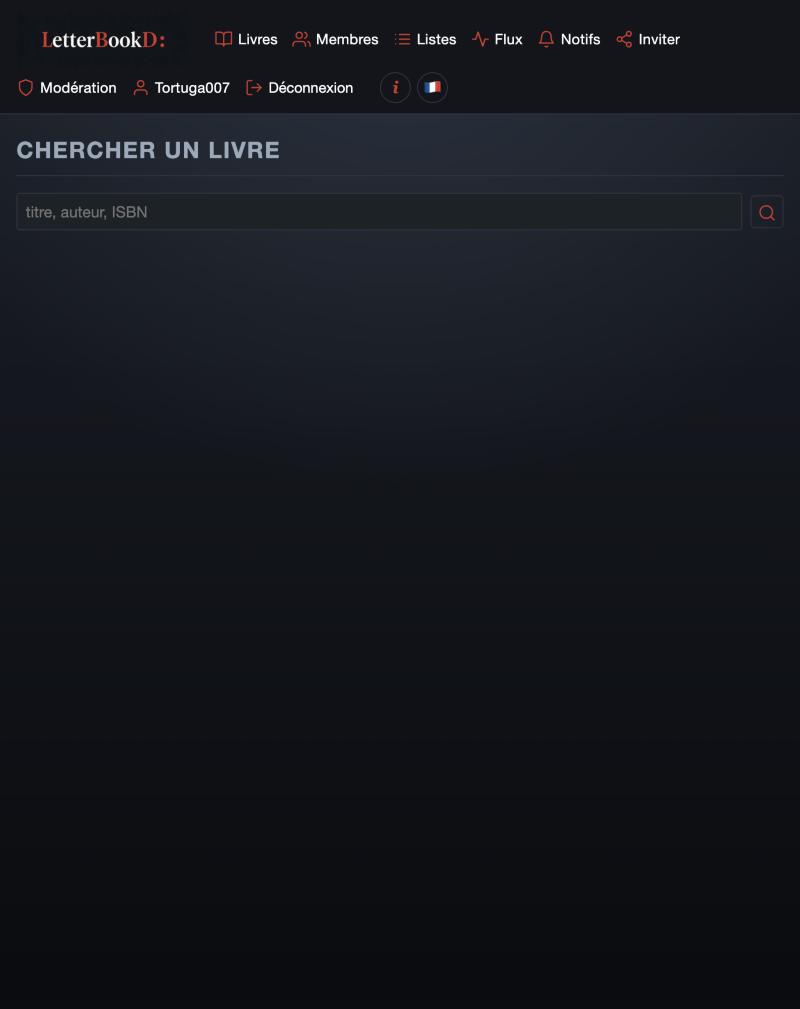 LetterBookD: Livres Membres Listes Flux Notifs Inviter
Modération Tortuga007 Déconnexion i
CHERCHER UN LIVRE
titre, auteur, ISBN